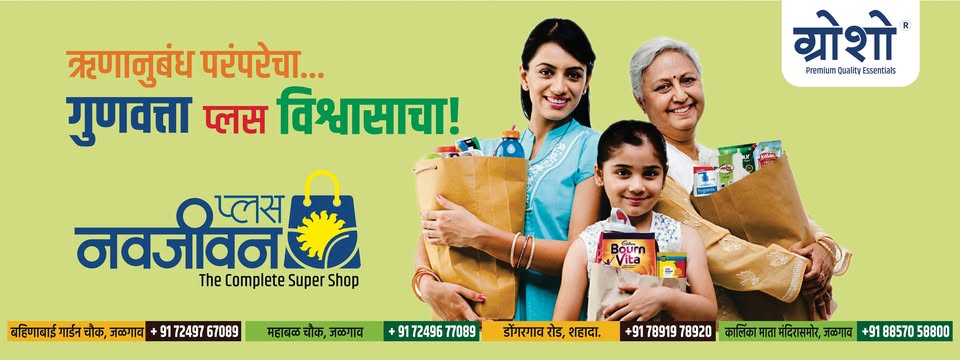 ऋणानुबंध परंपरेचा...
गुणवत्ता प्लस विश्वासाचा!
ग्रोशो ®
Premium Quality Essentials
प्लस
नवजीवन
The Complete Super Shop
Cadbury
Bourn
Vita
बहिणाबाई गार्डन चौक, जळगाव + 91 72497 67089
महाबळ चौक, जळगाव + 91 72496 77089
डोंगरगाव रोड, शहादा. +91 78919 78920
कालिंका माता मंदिरासमोर, जळगाव +91 88570 58800